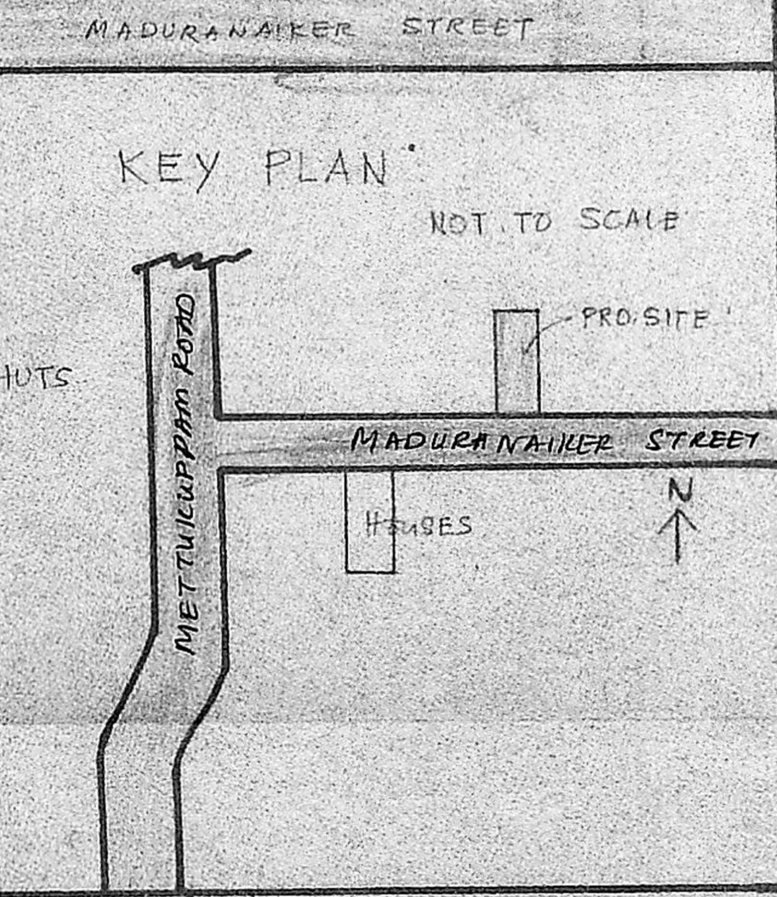 MADURANAIKER STREET
KEY PLAN
NOT TO SCALE
PRO. SITE
HUTS
METTUKUPPAM ROAD
MADURANAIKER STREET
N
HOUSES